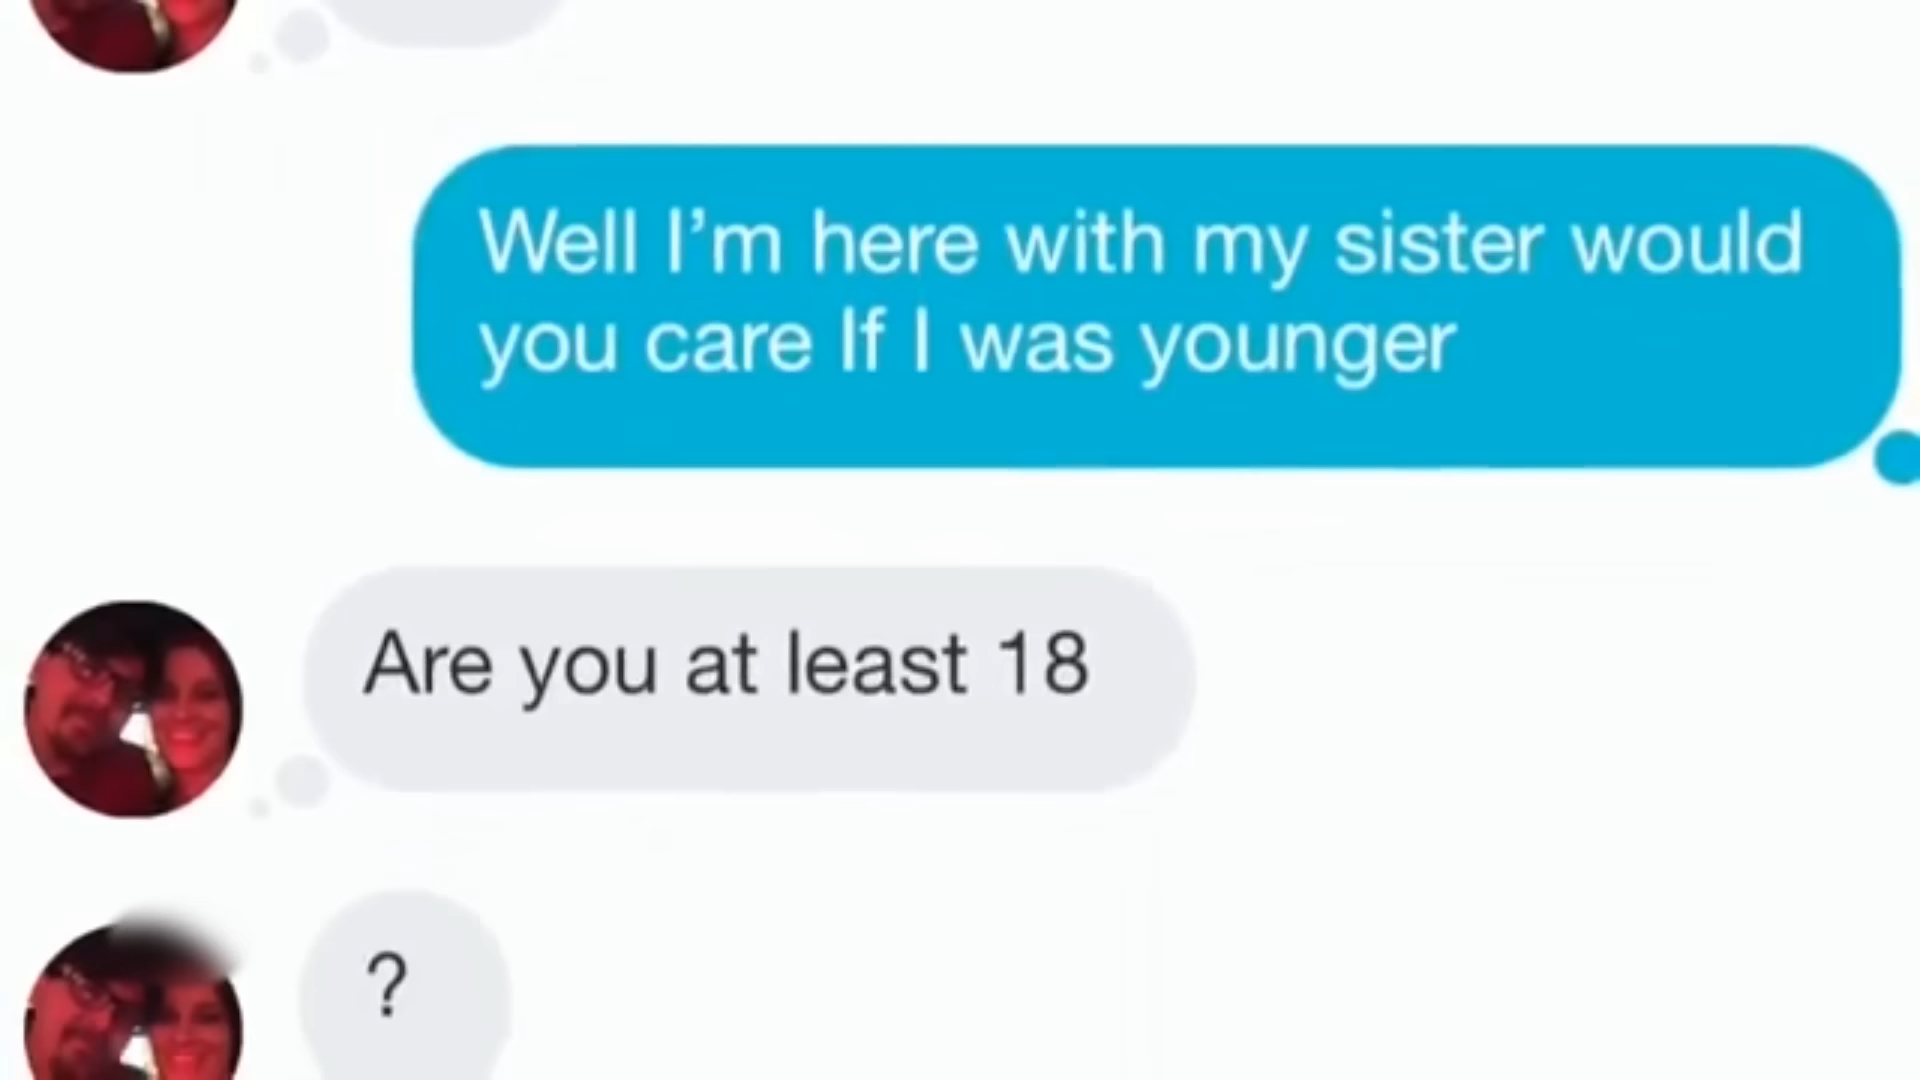 Well I’m here with my sister would
you care If I was younger
Are you at least 18
?